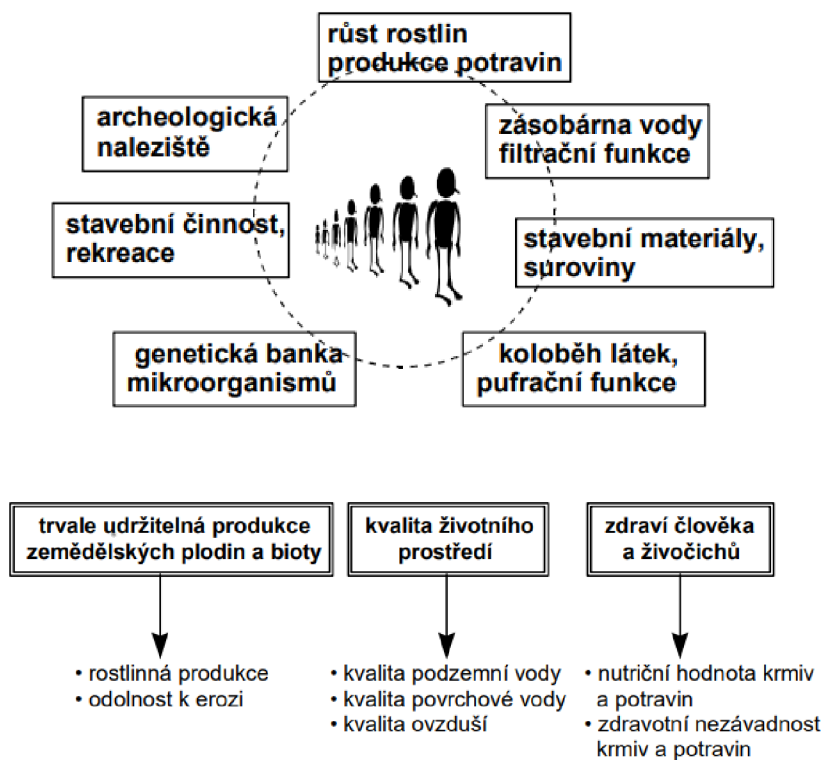 růst rostlin
produkce potravin
archeologická
naleziště
zásobárna vody
filtrační funkce
stavební činnost,
rekreace
stavební materiály,
suroviny
genetická banka
mikroorganismů
koloběh látek,
pufrační funkce
trvale udržitelná produkce
zemědělských plodin a bioty
kvalita životního
prostředí
zdraví člověka
a živočichů
• rostlinná produkce
• odolnost k erozi
• kvalita podzemní vody
• kvalita povrchové vody
• kvalita ovzduší
• nutriční hodnota krmiv
a potravin
• zdravotní nezávadnost
krmiv a potravin